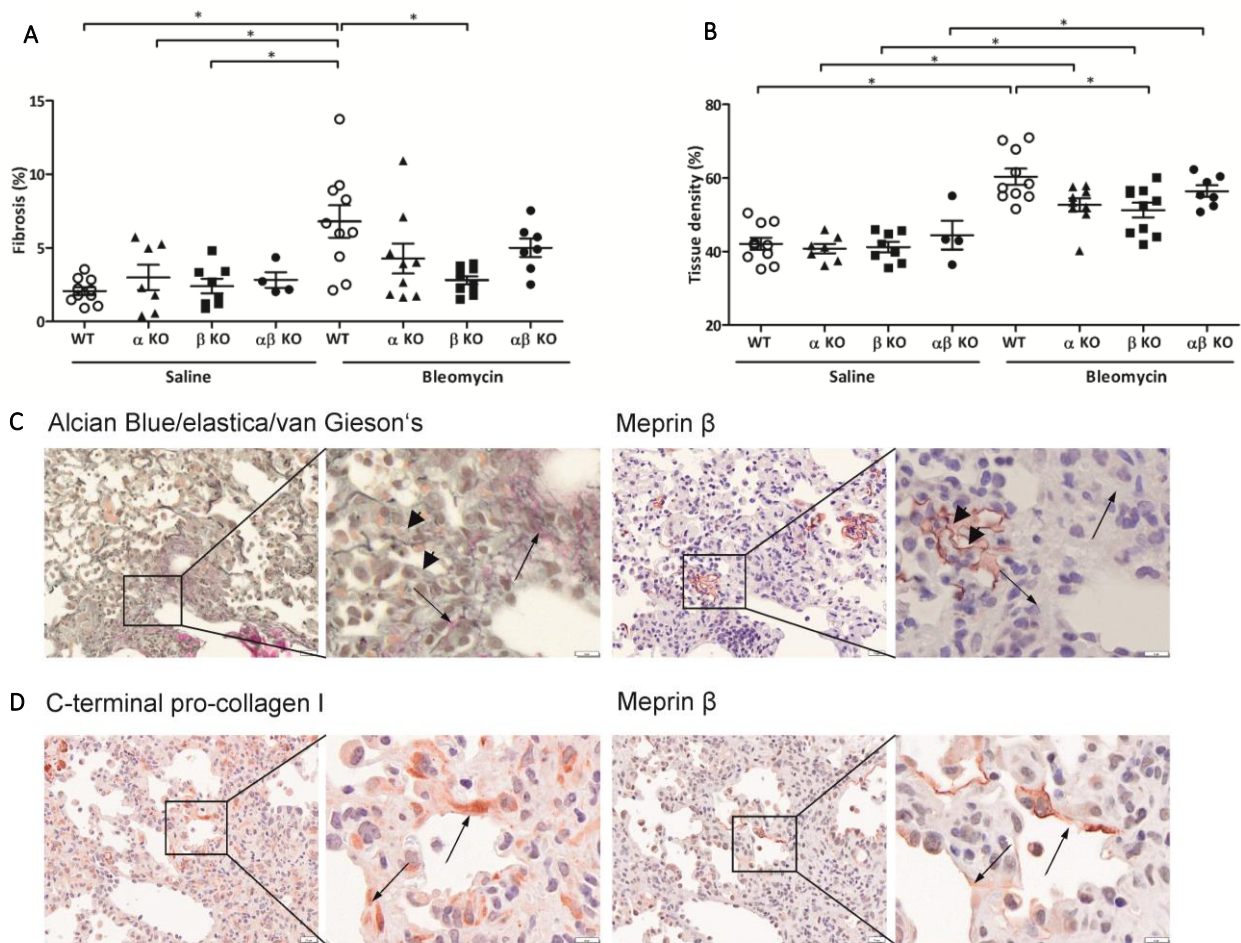 A
* *
*
*
Fibrosis (%)
15
10
5
0
WT α KO β KO αβ KO WT α KO β KO αβ KO
Saline Bleomycin
B
*
*
*
* *
Tissue density (%)
80
60
40
20
WT α KO β KO αβ KO WT α KO β KO αβ KO
Saline Bleomycin
C Alcian Blue/elastica/van Gieson‘s Meprin β
D C-terminal pro-collagen I Meprin β